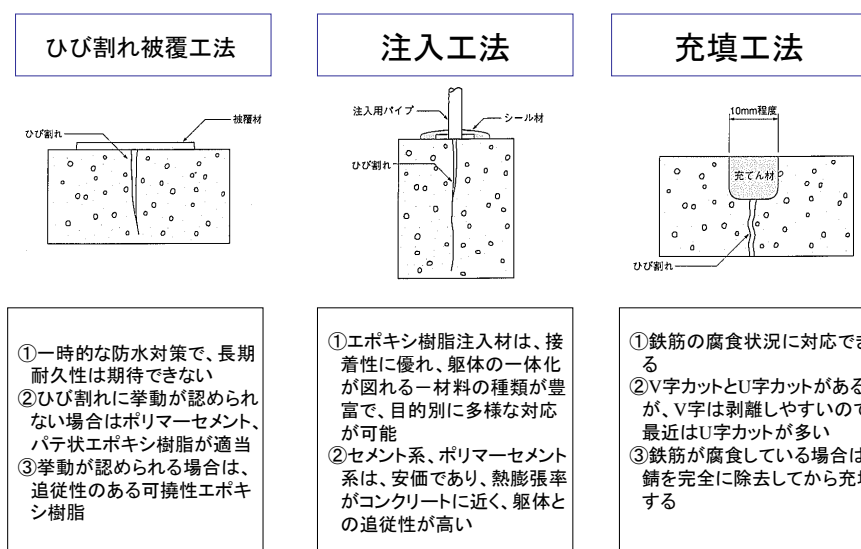 ひび割れ被覆工法
ひび割れ
被覆材
①一時的な防水対策で、長期
耐久性は期待できない
②ひび割れに挙動が認められ
ない場合はポリマーセメント、
パテ状エポキシ樹脂が適当
③挙動が認められる場合は、
追従性のある可撓性エポキ
シ樹脂
注入工法
注入用パイプ
シール材
ひび割れ
①エポキシ樹脂注入材は、接
着性に優れ、躯体の一体化
が図れるー材料の種類が豊
富で、目的別に多様な対応
が可能
②セメント系、ポリマーセメント
系は、安価であり、熱膨張率
がコンクリートに近く、躯体と
の追従性が高い
充填工法
10mm程度
充てん材
ひび割れ
①鉄筋の腐食状況に対応でき
る
②V字カットとU字カットがある
が、V字は剥離しやすいので
最近はU字カットが多い
③鉄筋が腐食している場合は
錆を完全に除去してから充填
する